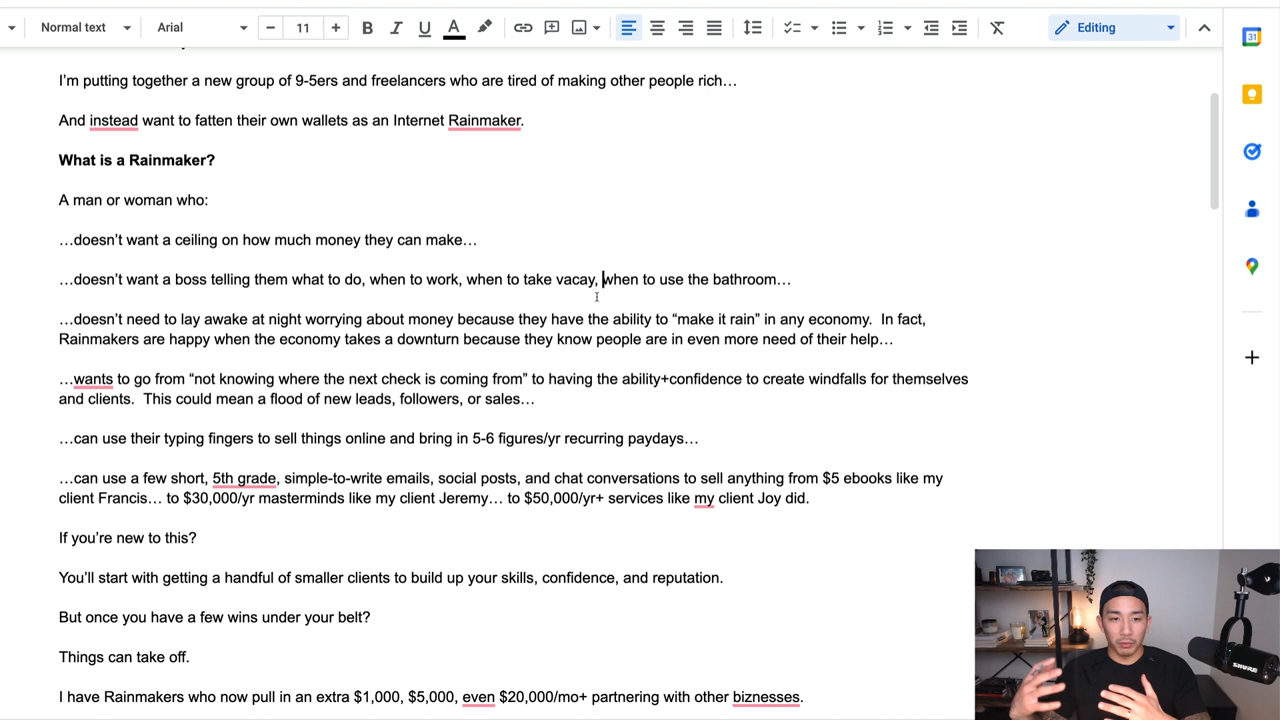 Normal text
Arial
11
B I U A
Editing
31
I'm putting together a new group of 9-5ers and freelancers who are tired of making other people rich…
And instead want to fatten their own wallets as an Internet Rainmaker.
What is a Rainmaker?
A man or woman who:
…doesn't want a ceiling on how much money they can make…
…doesn't want a boss telling them what to do, when to work, when to take vacay, when to use the bathroom…
…doesn't need to lay awake at night worrying about money because they have the ability to “make it rain” in any economy.  In fact,
Rainmakers are happy when the economy takes a downturn because they know people are in even more need of their help…
…wants to go from “not knowing where the next check is coming from” to having the ability+confidence to create windfalls for themselves
and clients.  This could mean a flood of new leads, followers, or sales…
…can use their typing fingers to sell things online and bring in 5-6 figures/yr recurring paydays…
…can use a few short, 5th grade, simple-to-write emails, social posts, and chat conversations to sell anything from $5 ebooks like my
client Francis… to $30,000/yr masterminds like my client Jeremy… to $50,000/yr+ services like my client Joy did.
If you're new to this?
You'll start with getting a handful of smaller clients to build up your skills, confidence, and reputation.
But once you have a few wins under your belt?
Things can take off.
I have Rainmakers who now pull in an extra $1,000, $5,000, even $20,000/mo+ partnering with other biznesses.
SHURE